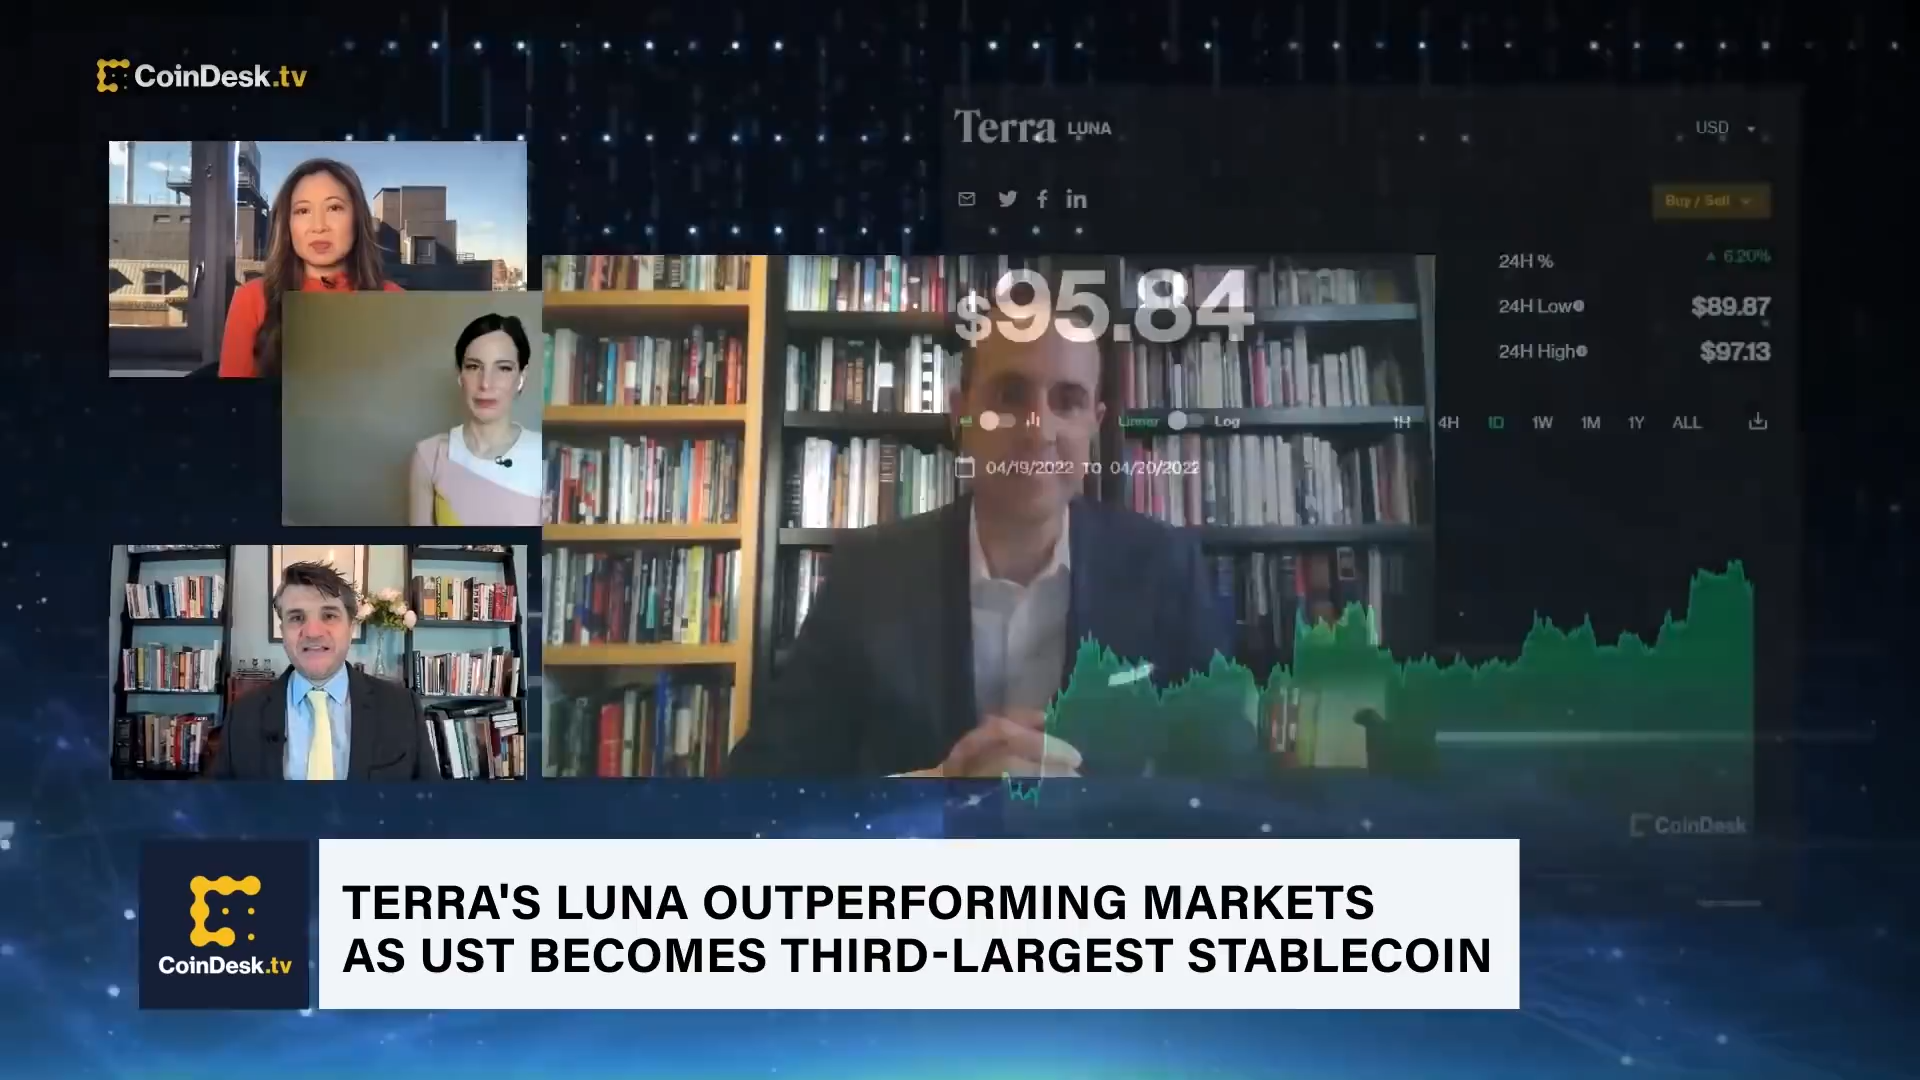 CoinDesk.tv
Terra LUNA
USD
Buy / Sell
$95.84
24H % 6.20%
24H Low $89.87
24H High $97.13
Linear Log
1H 4H 1D 1W 1M 1Y ALL
04/19/2022 TO 04/20/2022
CoinDesk
CoinDesk.tv
TERRA'S LUNA OUTPERFORMING MARKETS
AS UST BECOMES THIRD-LARGEST STABLECOIN